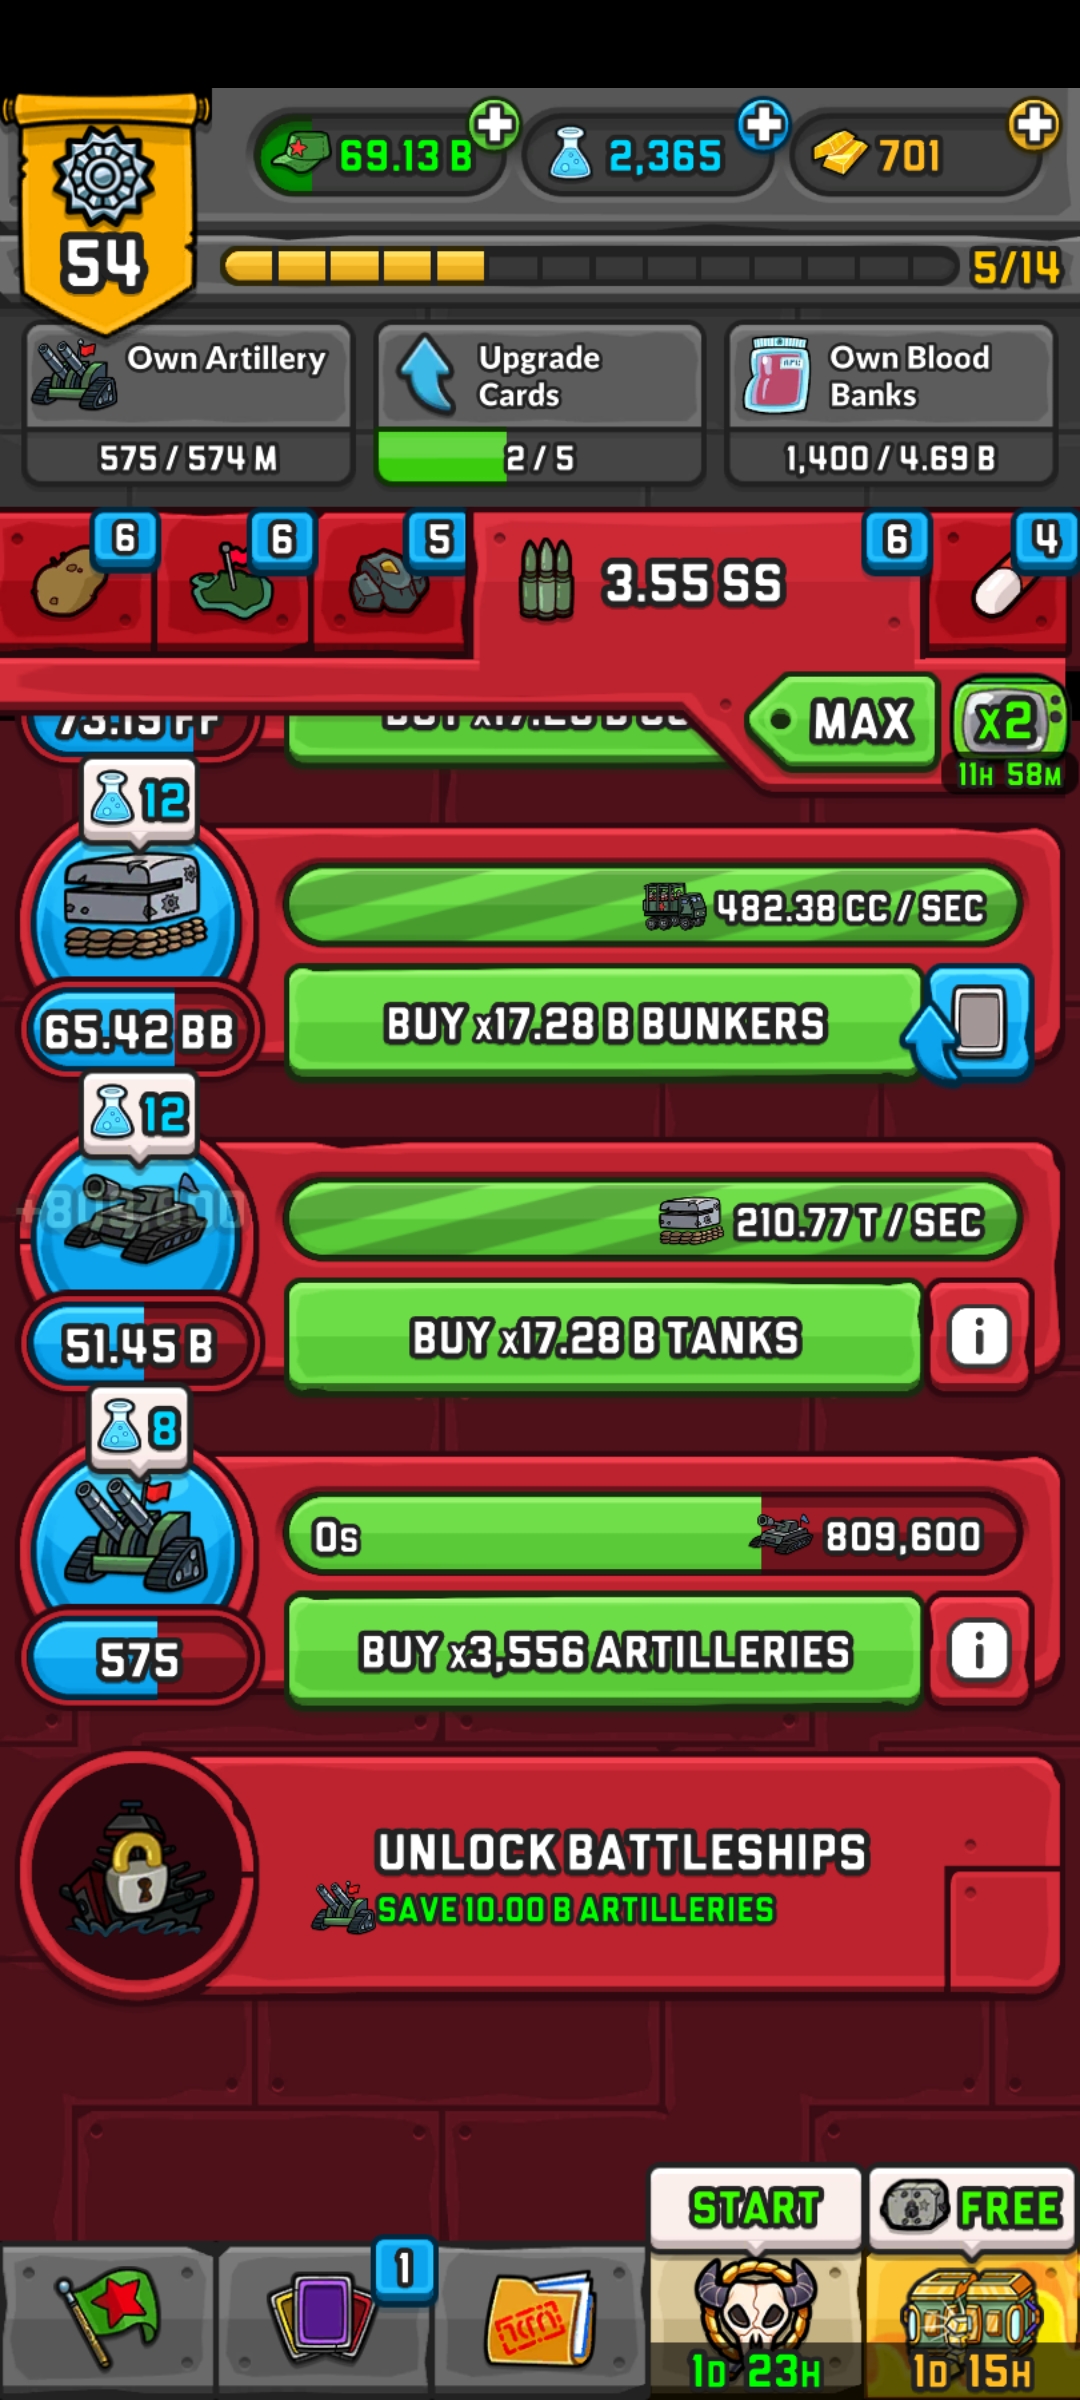 69.13 B
2,365
701
54
5/14
Own Artillery
575 / 574 M
Upgrade
Cards
2 / 5
Own Blood
Banks
1,400 / 4.69 B
6
6
5
3.55 SS
6
4
MAX
x2
11H 58M
73.15 FF
12
482.38 CC / SEC
65.42 BB
BUY x17.28 B BUNKERS
12
210.77 T / SEC
51.45 B
BUY x17.28 B TANKS
i
8
0s
809,600
575
BUY x3,556 ARTILLERIES
i
UNLOCK BATTLESHIPS
SAVE 10.00 B ARTILLERIES
START
FREE
1
1D 23H
1D 15H